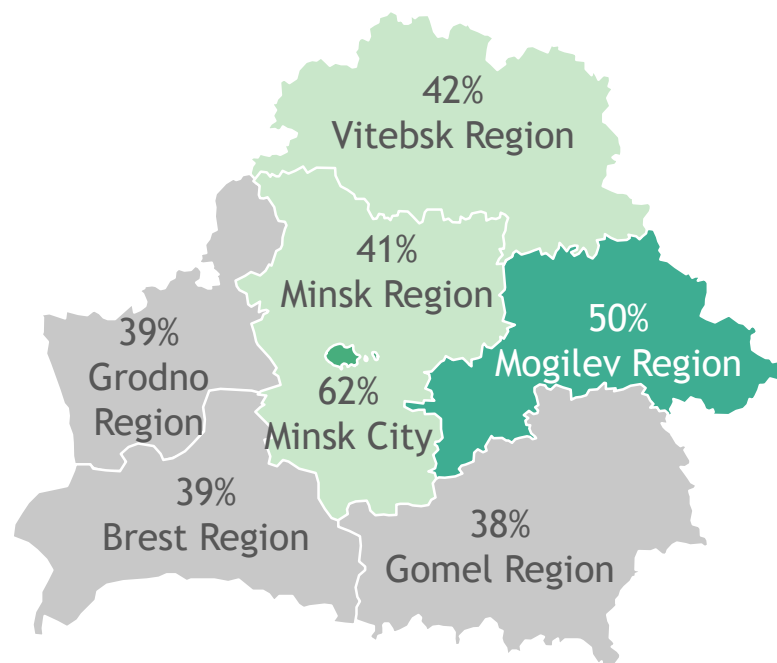 42%
Vitebsk Region
41%
Minsk Region
50%
Mogilev Region
39%
Grodno
Region
62%
Minsk City
39%
Brest Region
38%
Gomel Region